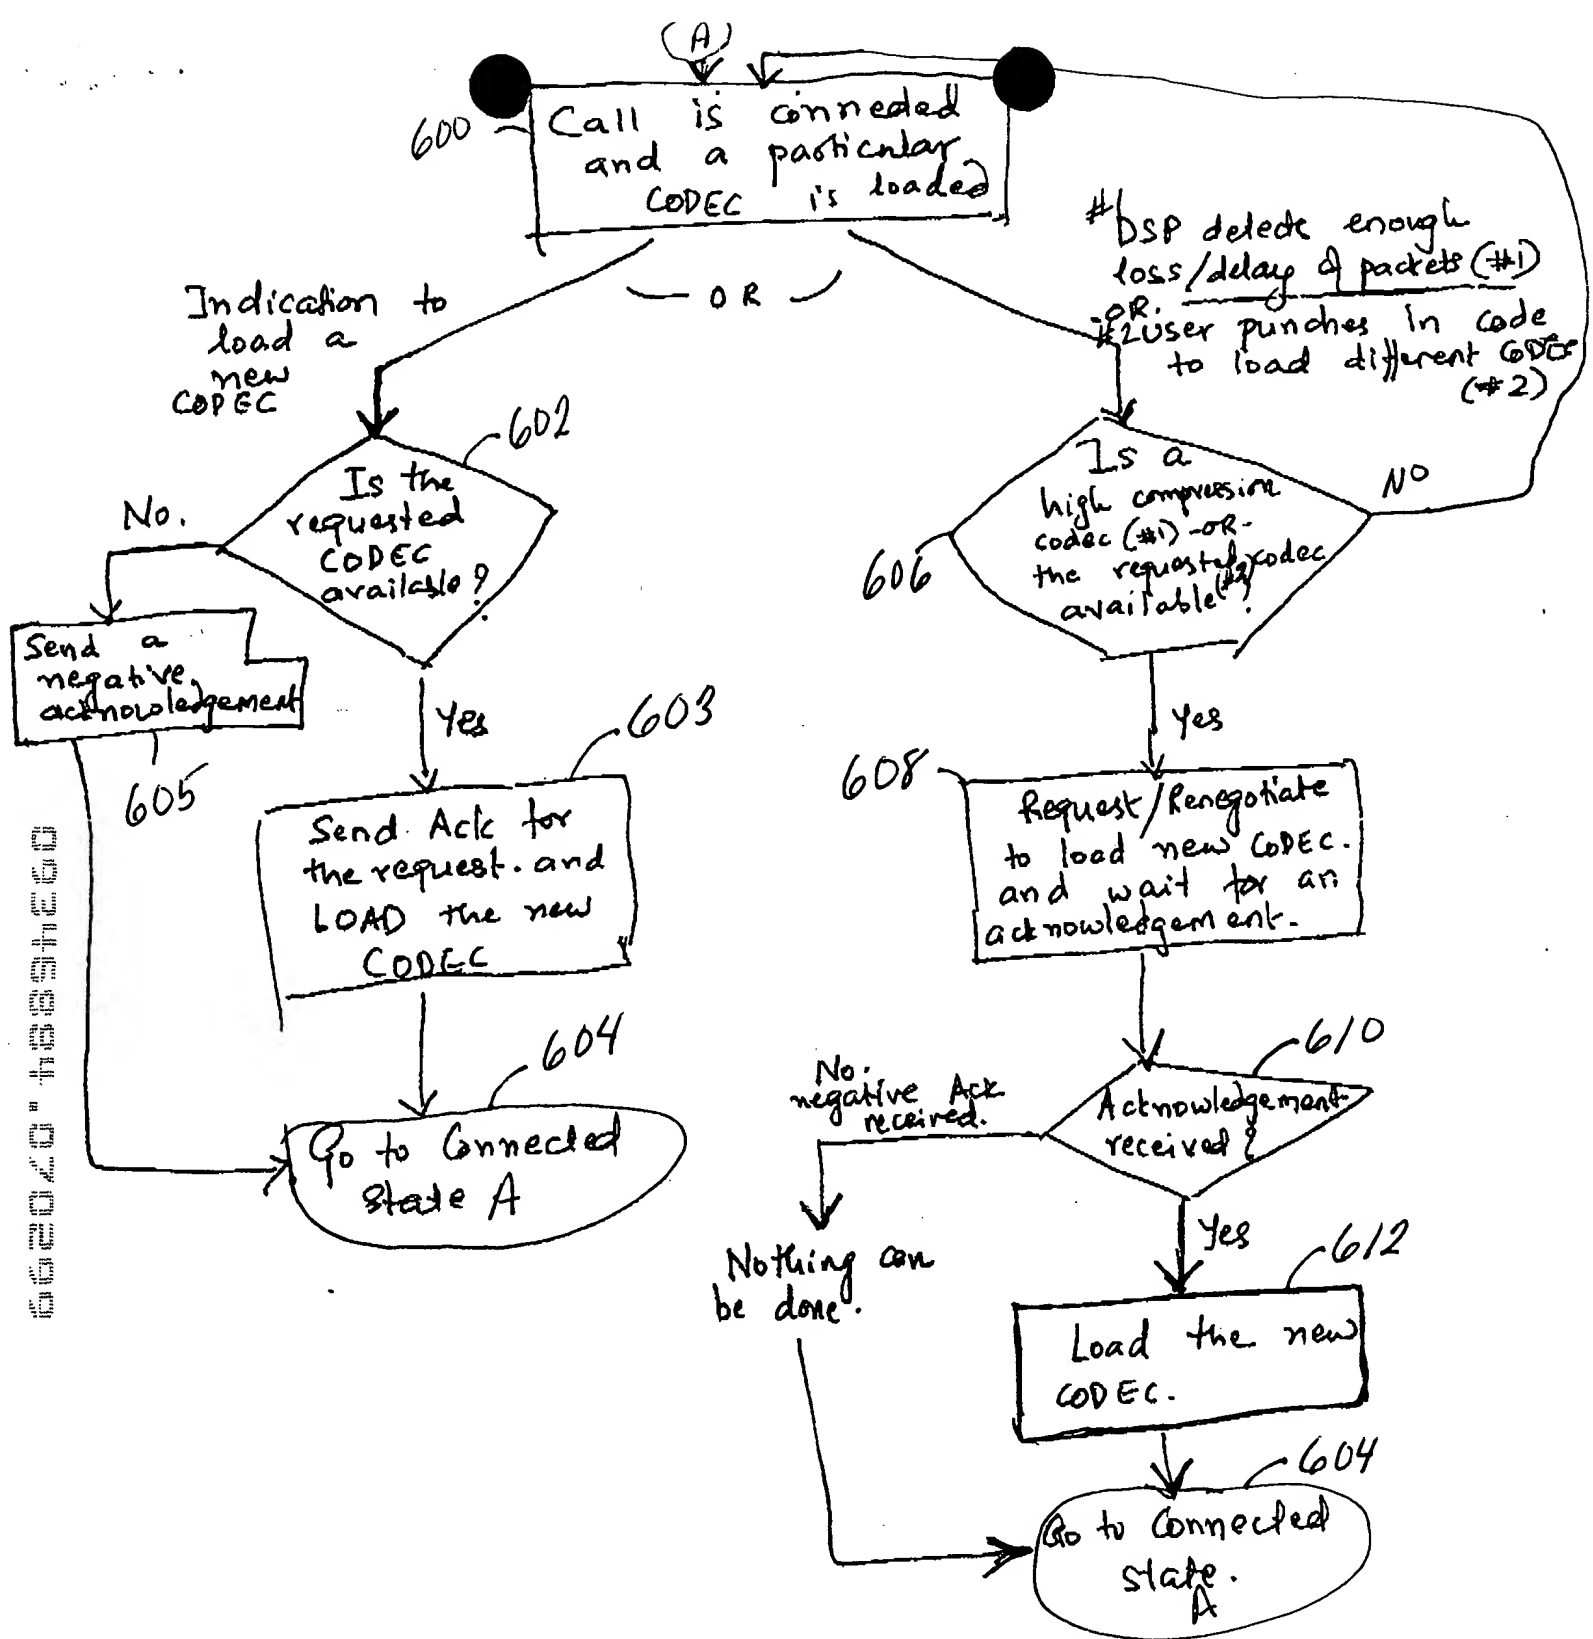 (A)
600
Call is connected
and a particular
CODEC is loaded
Indication to
load a
new
CODEC
OR
# DSP detects enough
loss/delay of packets (#1)
-OR.
#2 User punches in code
to load different CODEC
(#2)
602
Is the
requested
CODEC
available?
No.
Send a
negative
acknowledgement
605
Yes
603
Send Ack for
the request. and
LOAD the new
CODEC
604
Go to Connected
state A
606
Is a
high compression
codec (#1) -OR-
the requested codec
available (#2)?
NO
Yes
608
Request/Renegotiate
to load new CODEC.
and wait for an
acknowledgement.
610
Acknowledgement
received?
No.
negative Ack
received.
Nothing can
be done.
Yes
612
Load the new
CODEC.
604
Go to Connected
state.
A